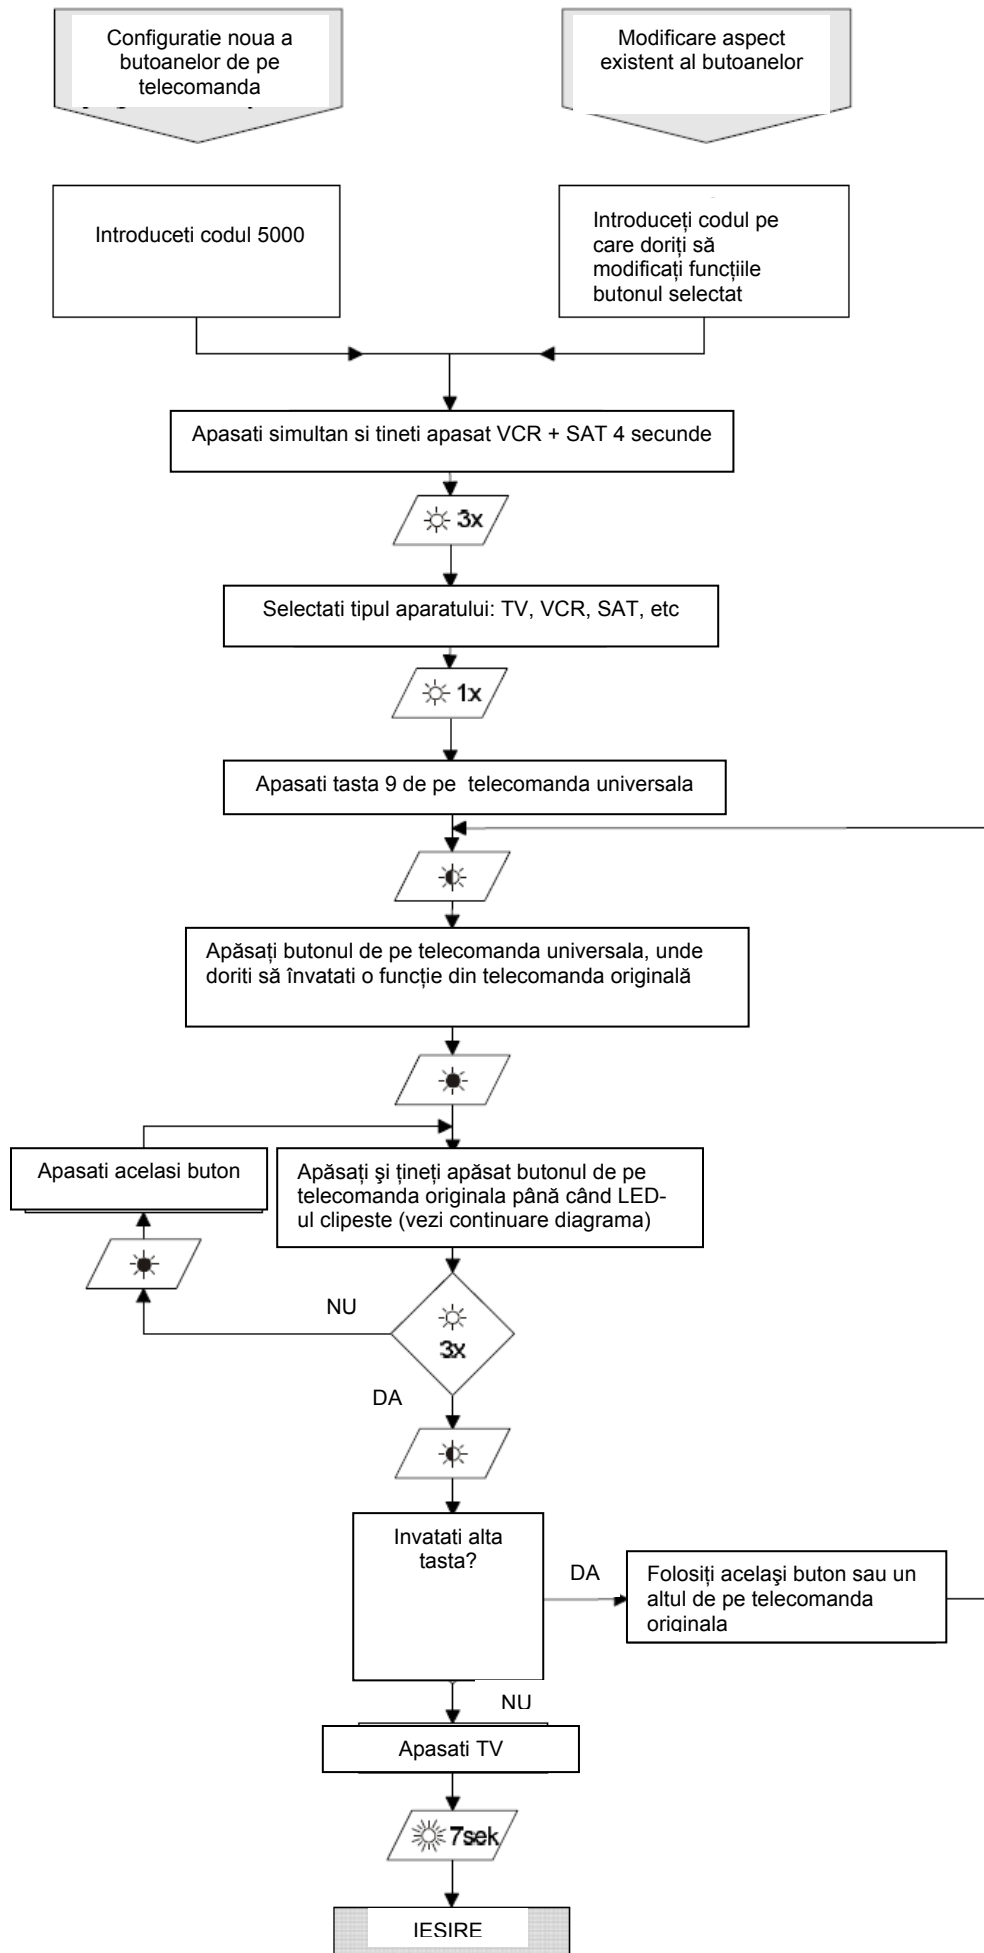 Configuratie noua a
butoanelor de pe
telecomanda
Modificare aspect
existent al butoanelor
Introduceti codul 5000
Introduceți codul pe
care doriți să
modificați funcțiile
butonul selectat
Apasati simultan si tineti apasat VCR + SAT 4 secunde
3x
Selectati tipul aparatului: TV, VCR, SAT, etc
1x
Apasati tasta 9 de pe telecomanda universala
Apăsați butonul de pe telecomanda universala, unde
doriti să învatati o funcție din telecomanda originală
Apasati acelasi buton
Apăsați şi țineți apăsat butonul de pe
telecomanda originala până când LED-
ul clipeste (vezi continuare diagrama)
NU
3x
DA
Invatati alta
tasta?
DA
Folosiți acelaşi buton sau un
altul de pe telecomanda
originala
NU
Apasati TV
7sek
IESIRE